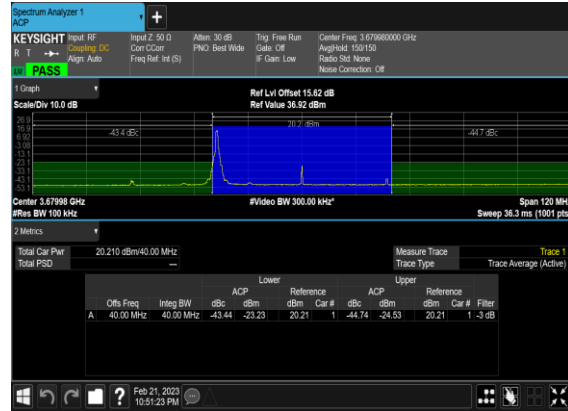 Spectrum Analyzer 1
ACP
KEYSIGHT Input: RF Input Z: 50 Ω Atten: 30 dB Trig: Free Run Center Freq: 3.679980000 GHz
R T Coupling: DC Corr CCorr PNO: Best Wide Gate: Off Avg|Hold: 150/150
Align: Auto Freq Ref: Int (S) IF Gain: Low Radio Std: None
PASS Noise Correction: Off
1 Graph Ref Lvl Offset 15.62 dB
Scale/Div 10.0 dB Ref Value 36.92 dBm
26.9
16.9 -43.4 dBc 20.2 dBm -44.7 dBc
6.92
-3.08
-13.1
-23.1
-33.1
-43.1
-53.1
Center 3.67998 GHz #Video BW 300.00 kHz* Span 120 MHz
#Res BW 100 kHz Sweep 36.3 ms (1001 pts)
2 Metrics
Total Car Pwr 20.210 dBm/40.00 MHz Measure Trace Trace 1
Total PSD --- Trace Type Trace Average (Active)
Lower Upper
ACP Reference ACP Reference
Offs Freq Integ BW dBc dBm dBm Car # dBc dBm dBm Car # Filter
A 40.00 MHz 40.00 MHz -43.44 -23.23 20.21 1 -44.74 -24.53 20.21 1 -3 dB
Feb 21, 2023
10:51:23 PM